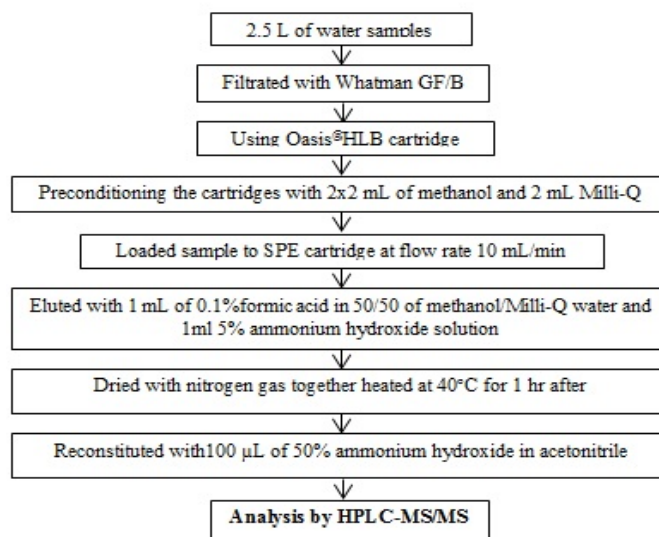 2.5 L of water samples
Filtrated with Whatman GF/B
Using Oasis®HLB cartridge
Preconditioning the cartridges with 2x2 mL of methanol and 2 mL Milli-Q
Loaded sample to SPE cartridge at flow rate 10 mL/min
Eluted with 1 mL of 0.1%formic acid in 50/50 of methanol/Milli-Q water and
1ml 5% ammonium hydroxide solution
Dried with nitrogen gas together heated at 40°C for 1 hr after
Reconstituted with100 µL of 50% ammonium hydroxide in acetonitrile
Analysis by HPLC-MS/MS